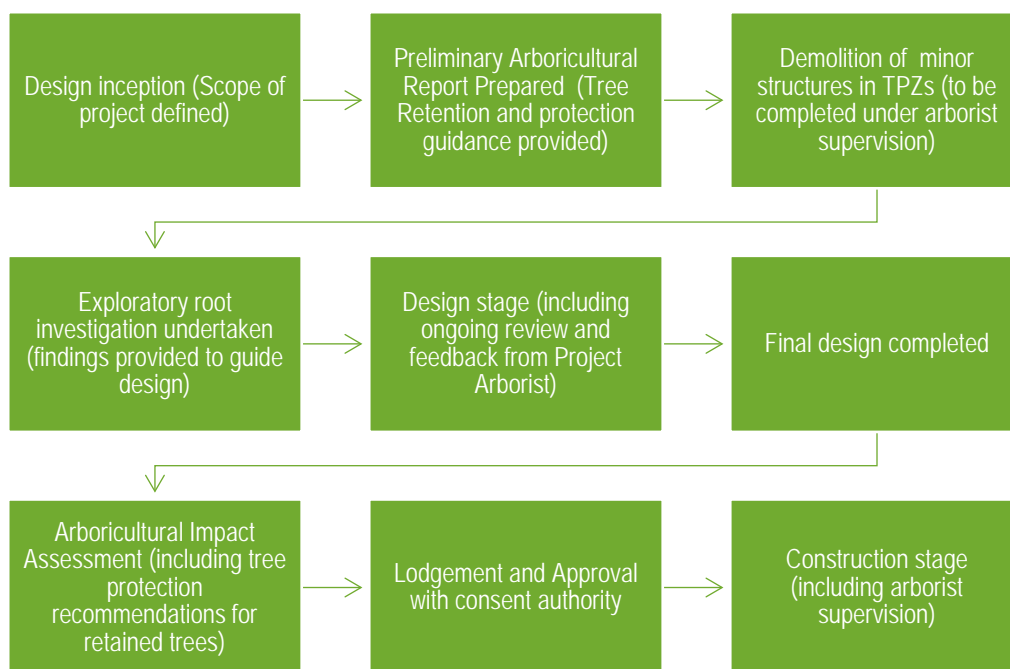 Design inception (Scope of
project defined)
Preliminary Arboricultural
Report Prepared (Tree
Retention and protection
guidance provided)
Demolition of minor
structures in TPZs (to be
completed under arborist
supervision)
Exploratory root
investigation undertaken
(findings provided to guide
design)
Design stage (including
ongoing review and
feedback from Project
Arborist)
Final design completed
Arboricultural Impact
Assessment (including tree
protection
recommendations for
retained trees)
Lodgement and Approval
with consent authority
Construction stage
(including arborist
supervision)